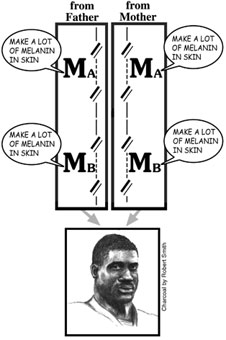 from
Father
from
Mother
MAKE A LOT
OF MELANIN
IN SKIN
MA
MA
MAKE A LOT
OF MELANIN
IN SKIN
MAKE A LOT
OF MELANIN
IN SKIN
MB
MB
MAKE A LOT
OF MELANIN
IN SKIN
Charcoal by Robert Smith